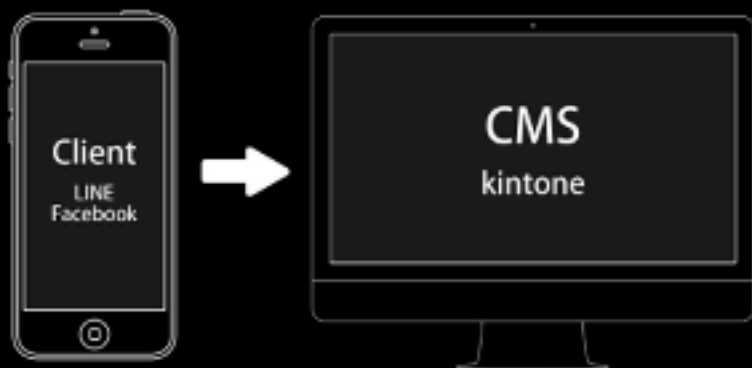 Client
LINE
Facebook
CMS
kintone